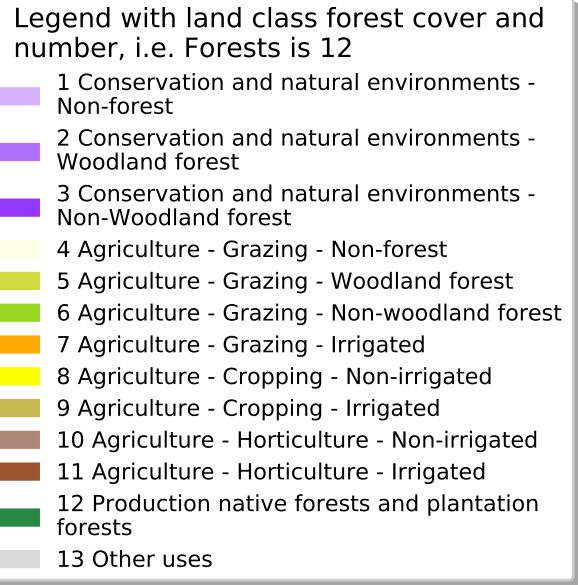 Legend with land class forest cover and
number, i.e. Forests is 12
1 Conservation and natural environments -
Non-forest
2 Conservation and natural environments -
Woodland forest
3 Conservation and natural environments -
Non-Woodland forest
4 Agriculture - Grazing - Non-forest
5 Agriculture - Grazing - Woodland forest
6 Agriculture - Grazing - Non-woodland forest
7 Agriculture - Grazing - Irrigated
8 Agriculture - Cropping - Non-irrigated
9 Agriculture - Cropping - Irrigated
10 Agriculture - Horticulture - Non-irrigated
11 Agriculture - Horticulture - Irrigated
12 Production native forests and plantation
forests
13 Other uses